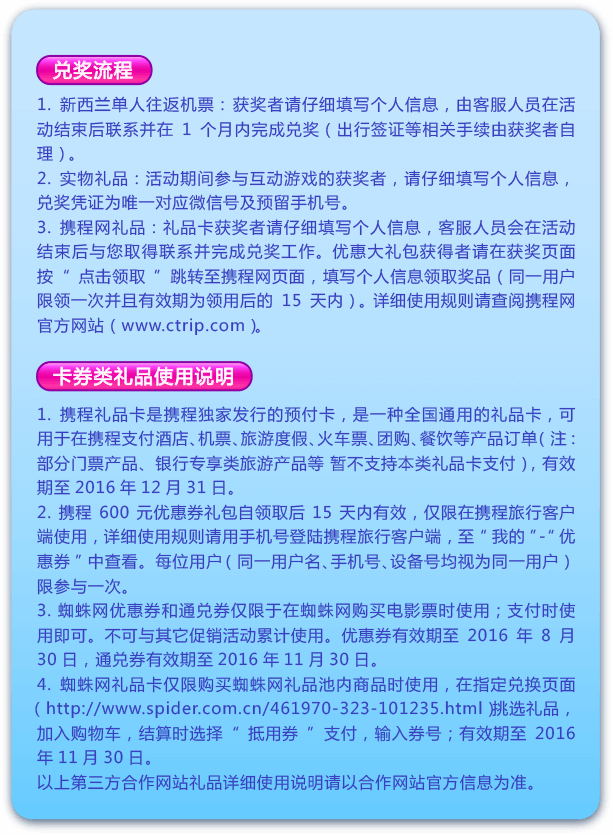 兑奖流程
1. 新西兰单人往返机票：获奖者请仔细填写个人信息，由客服人员在活
动结束后联系并在 1 个月内完成兑奖（出行签证等相关手续由获奖者自
理）。
2. 实物礼品：活动期间参与互动游戏的获奖者，请仔细填写个人信息，
兑奖凭证为唯一对应微信号及预留手机号。
3. 携程网礼品：礼品卡获奖者请仔细填写个人信息，客服人员会在活动
结束后与您取得联系并完成兑奖工作。优惠大礼包获得者请在获奖页面
按 “ 点击领取 ” 跳转至携程网页面，填写个人信息领取奖品（同一用户
限领一次并且有效期为领用后的 15 天内）。详细使用规则请查阅携程网
官方网站（www.ctrip.com）。
卡券类礼品使用说明
1. 携程礼品卡是携程独家发行的预付卡，是一种全国通用的礼品卡，可
用于在携程支付酒店、机票、旅游度假、火车票、团购、餐饮等产品订单（注：
部分门票产品、银行专享类旅游产品等 暂不支持本类礼品卡支付），有效
期至 2016 年 12 月 31 日。
2. 携程 600 元优惠券礼包自领取后 15 天内有效，仅限在携程旅行客户
端使用，详细使用规则请用手机号登陆携程旅行客户端，至“我的”-“优
惠券”中查看。每位用户（同一用户名、手机号、设备号均视为同一用户）
限参与一次。
3. 蜘蛛网优惠券和通兑券仅限于在蜘蛛网购买电影票时使用；支付时使
用即可。不可与其它促销活动累计使用。优惠券有效期至 2016 年 8 月
30 日，通兑券有效期至 2016 年 11 月 30 日。
4. 蜘蛛网礼品卡仅限购买蜘蛛网礼品池内商品时使用，在指定兑换页面
（http://www.spider.com.cn/461970-323-101235.html）挑选礼品，
加入购物车，结算时选择 “ 抵用券 ” 支付，输入券号；有效期至 2016
年 11 月 30 日。
以上第三方合作网站礼品详细使用说明请以合作网站官方信息为准。